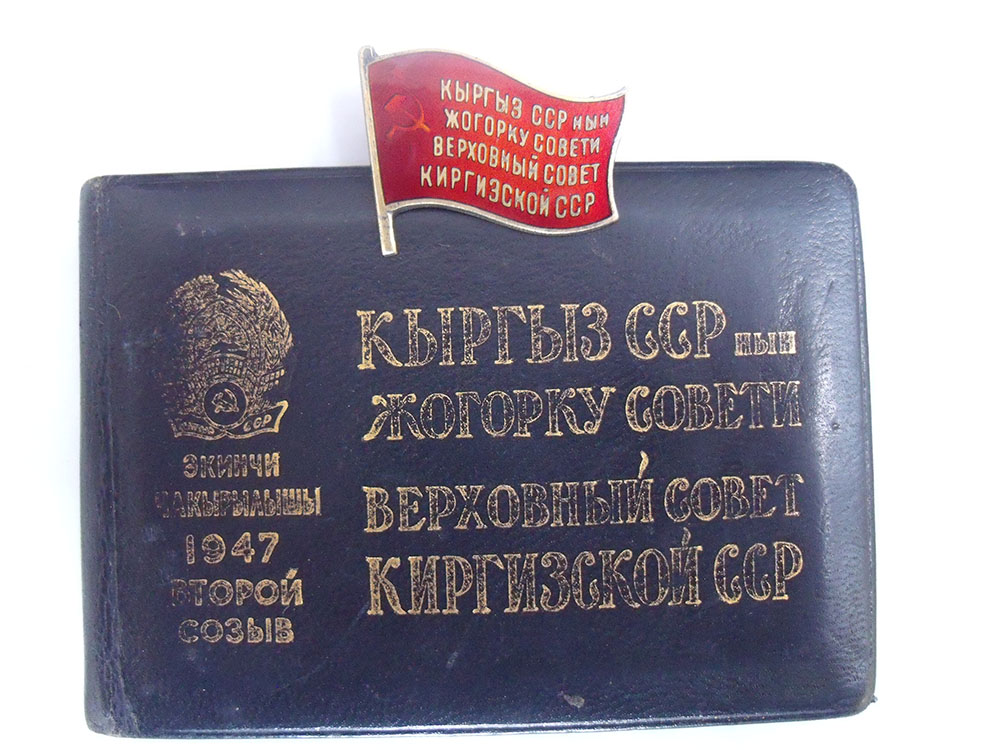 КЫРГЫЗ ССР нын
ЖОГОРКУ СОВЕТИ
ВЕРХОВНЫЙ СОВЕТ
КИРГИЗСКОЙ ССР
КЫРГЫЗ ССР нын
ЖОГОРКУ СОВЕТИ
ВЕРХОВНЫЙ СОВЕТ
КИРГИЗСКОЙ ССР
ССР
ЭКИНЧИ
ЧАКЫРЫЛЫШЫ
1947
ВТОРОЙ
СОЗЫВ